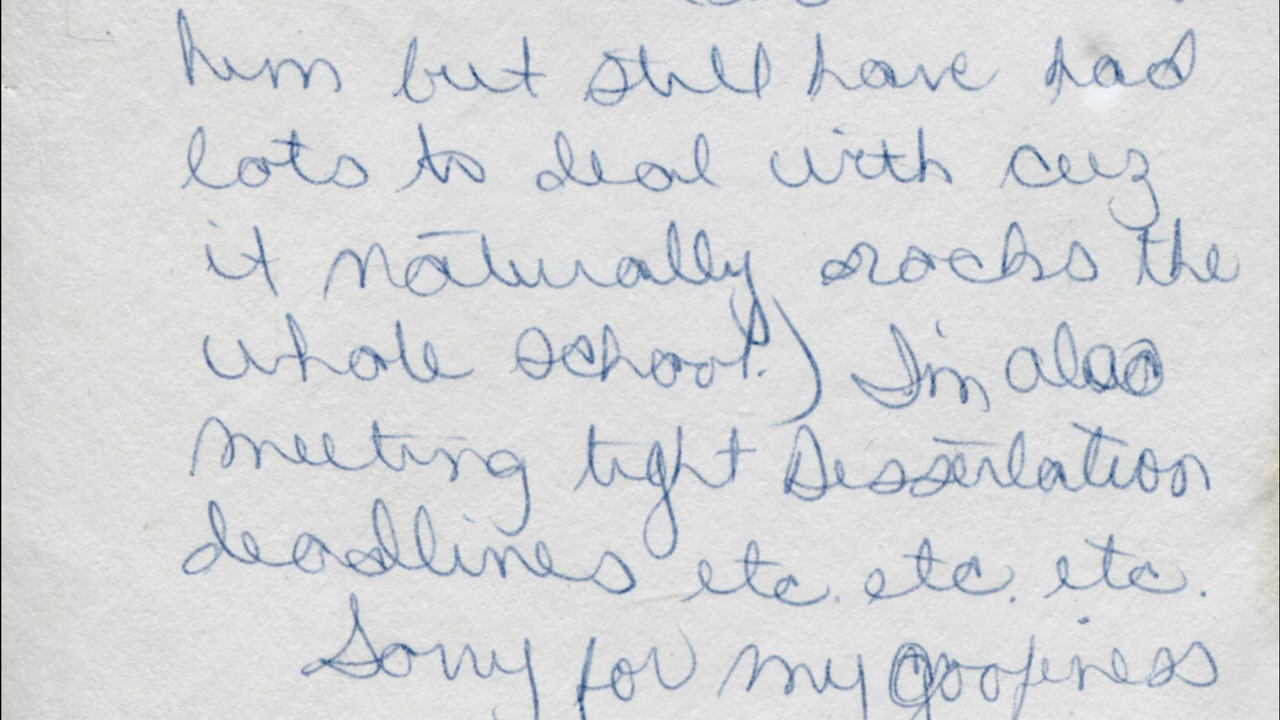 him but still have had
lots to deal with cuz
it naturally rocks the
whole school.) I'm also
meeting tight Dissertation
deadlines etc. etc. etc.
Sorry for my goofiness